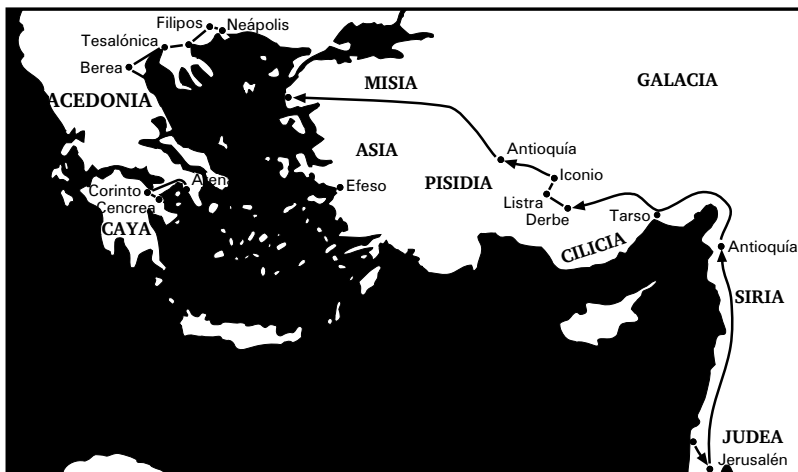 Filipos
Neápolis
Tesalónica
Berea
MISIA
GALACIA
ACEDONIA
ASIA
Antioquía
Iconio
PISIDIA
Efeso
Corinto
Cencrea
Listra
Derbe
Tarso
CAYA
CILICIA
Antioquía
SIRIA
JUDEA
Jerusalén